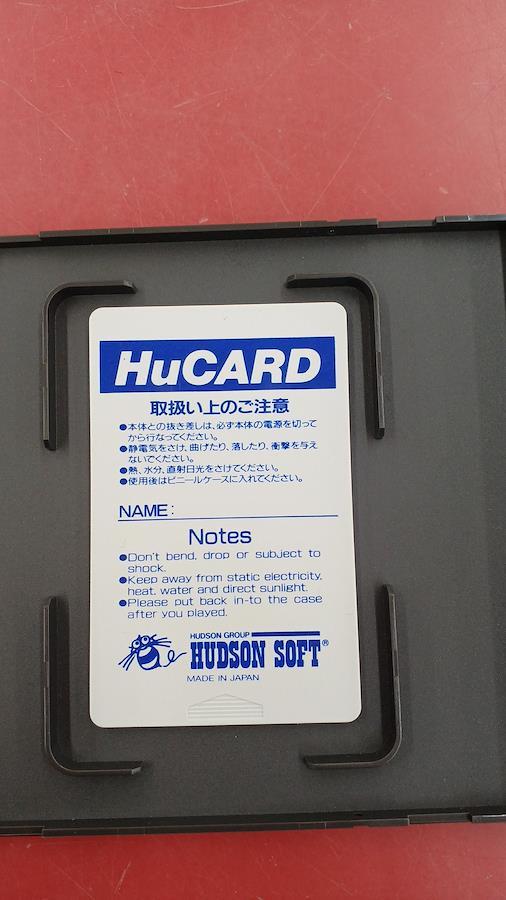 HuCARD
取扱い上のご注意
●本体との抜き差しは、必ず本体の電源を切って
から行なってください。
●静電気をさけ、曲げたり、落したり、衝撃を与え
ないでください。
●熱、水分、直射日光をさけてください。
●使用後はビニールケースに入れてください。
NAME:
Notes
●Don't bend, drop or subject to
shock.
●Keep away from static electricity,
heat, water and direct sunlight.
●Please put back in-to the case
after you played.
HUDSON GROUP
HUDSON SOFT®
MADE IN JAPAN